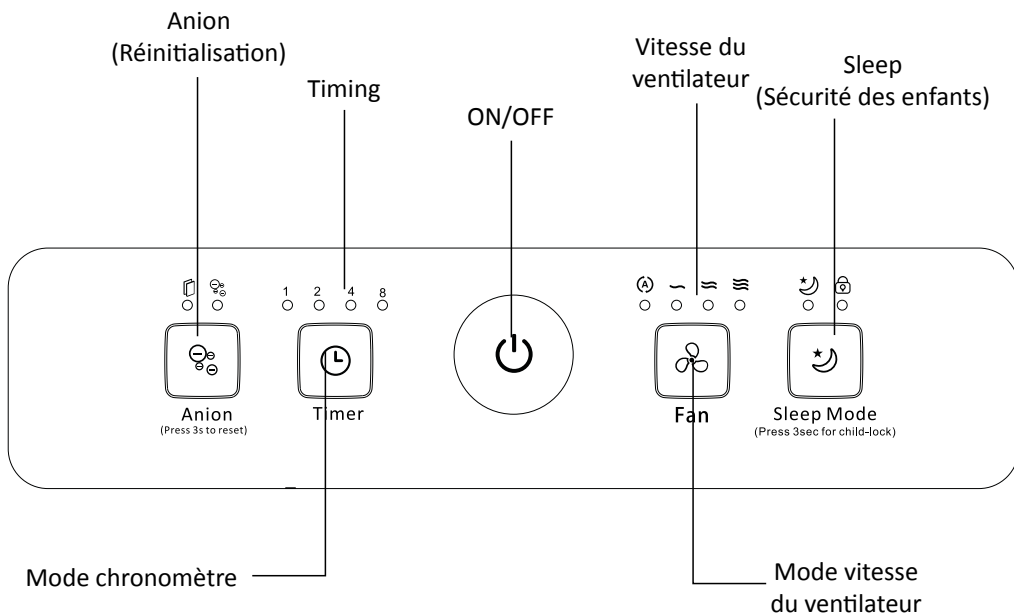 Anion
(Réinitialisation)
Timing
ON/OFF
Vitesse du
ventilateur
Sleep
(Sécurité des enfants)
1 2 4 8
A
Anion
(Press 3s to reset)
Timer
Fan
Sleep Mode
(Press 3sec for child-lock)
Mode chronomètre
Mode vitesse
du ventilateur